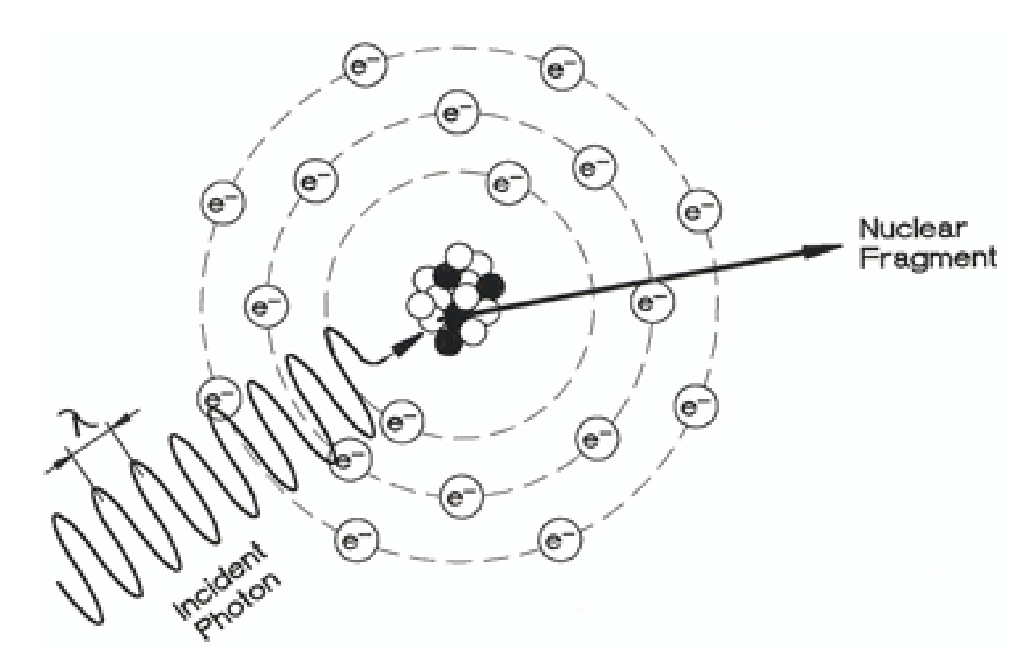 e⁻ e⁻
e⁻
e⁻ e⁻ e⁻
e⁻ e⁻
Nuclear
Fragment
e⁻ e⁻
e⁻ e⁻
λ
e⁻ e⁻
e⁻
e⁻
e⁻ e⁻
Incident
Photon